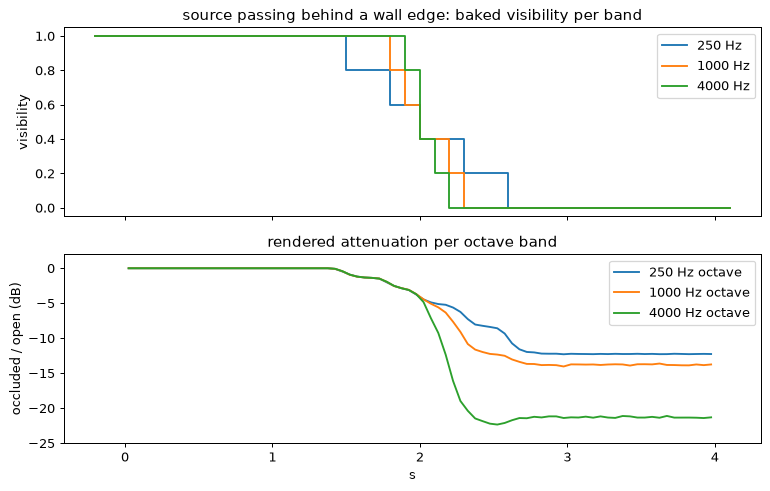 source passing behind a wall edge: baked visibility per band
1.0
0.8
0.6
0.4
0.2
0.0
visibility
250 Hz
1000 Hz
4000 Hz
rendered attenuation per octave band
0
−5
−10
−15
−20
−25
occluded / open (dB)
250 Hz octave
1000 Hz octave
4000 Hz octave
0 1 2 3 4
s